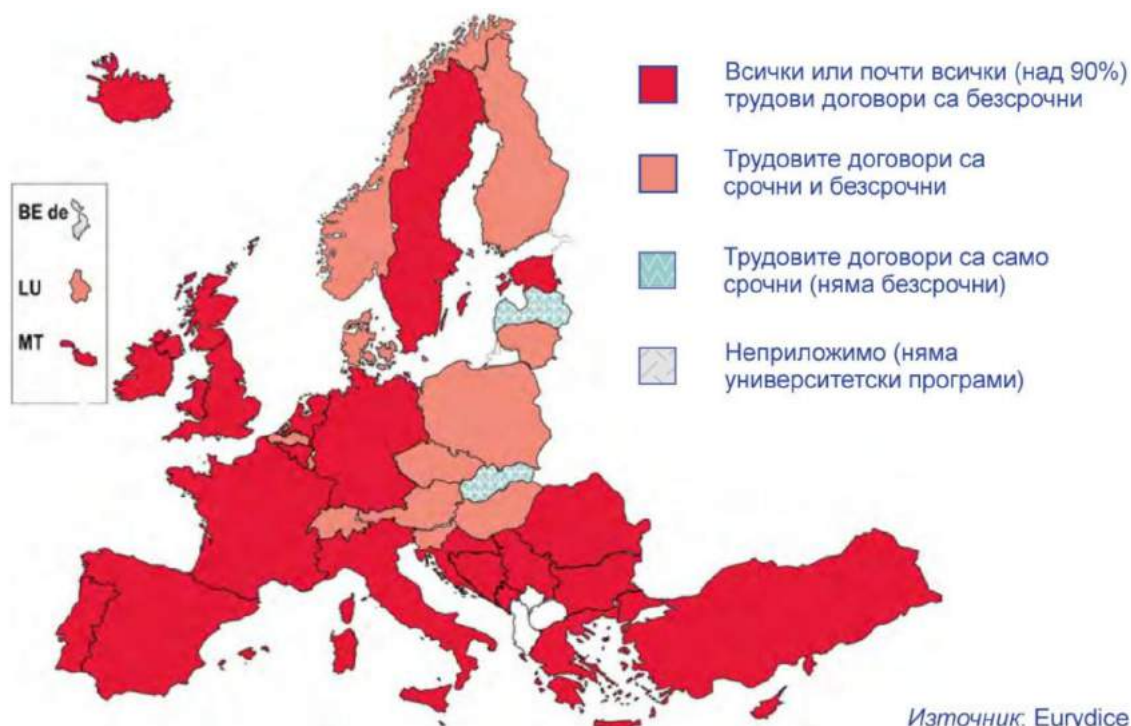 Всички или почти всички (над 90%)
трудови договори са безсрочни
Трудовите договори са
срочни и безсрочни
Трудовите договори са само
срочни (няма безсрочни)
Неприложимо (няма
университетски програми)
BE de
LU
MT
Източник: Eurydice